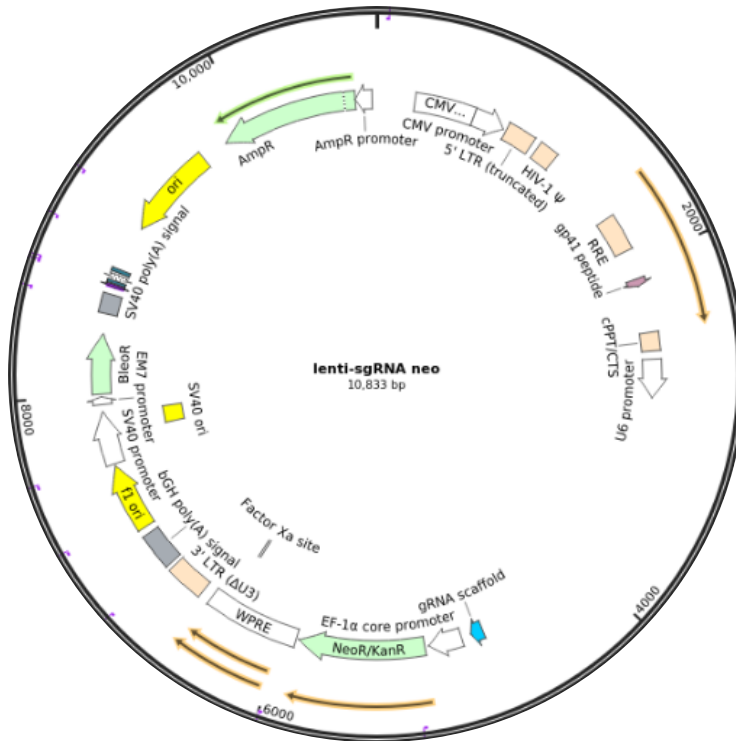 lenti-sgRNA neo
10,833 bp
CMV...
CMV promoter
5' LTR (truncated)
HIV-1 Ψ
RRE
gp41 peptide
2000
cPPT/CTS
U6 promoter
4000
gRNA scaffold
EF-1α core promoter
NeoR/KanR
6000
WPRE
Factor Xa site
3' LTR (ΔU3)
bGH poly(A) signal
f1 ori
SV40 promoter
SV40 ori
EM7 promoter
BleoR
8000
SV40 poly(A) signal
ori
10,000
AmpR
AmpR promoter